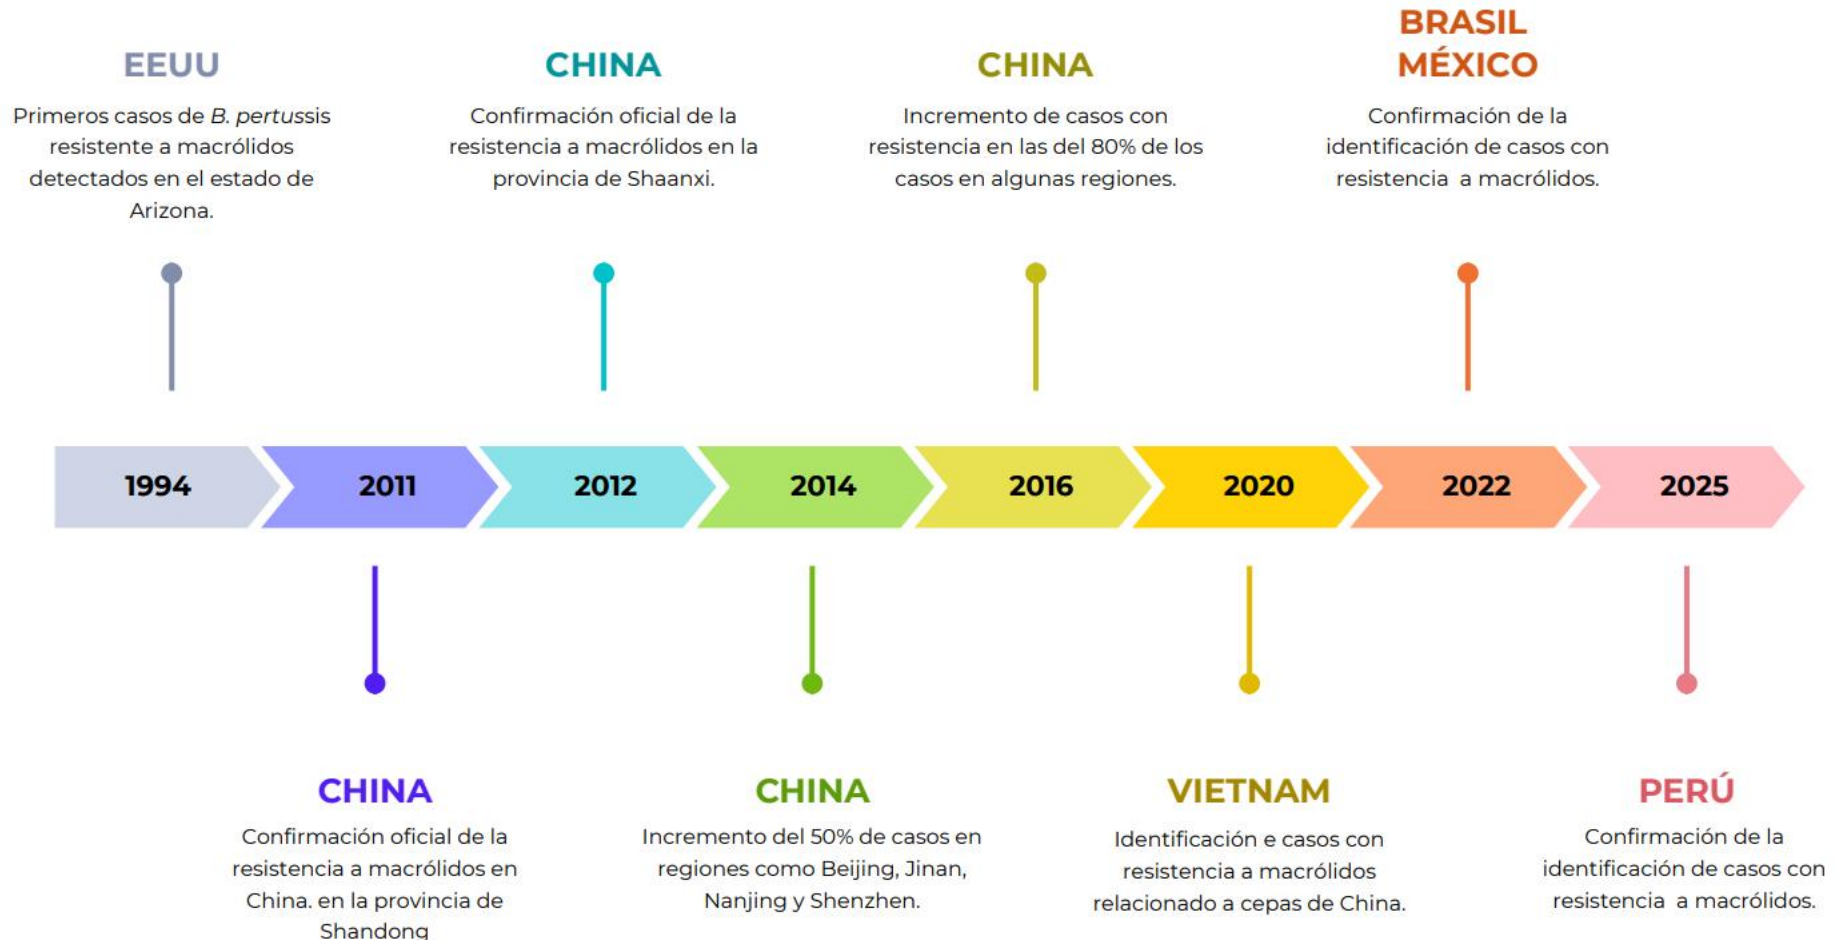 EEUU
Primeros casos de B. pertussis
resistente a macrólidos
detectados en el estado de
Arizona.
CHINA
Confirmación oficial de la
resistencia a macrólidos en la
provincia de Shaanxi.
CHINA
Incremento de casos con
resistencia en las del 80% de los
casos en algunas regiones.
BRASIL
MÉXICO
Confirmación de la
identificación de casos con
resistencia a macrólidos.
1994
2011
2012
2014
2016
2020
2022
2025
CHINA
Confirmación oficial de la
resistencia a macrólidos en
China. en la provincia de
Shandong
CHINA
Incremento del 50% de casos en
regiones como Beijing, Jinan,
Nanjing y Shenzhen.
VIETNAM
Identificación e casos con
resistencia a macrólidos
relacionado a cepas de China.
PERÚ
Confirmación de la
identificación de casos con
resistencia a macrólidos.